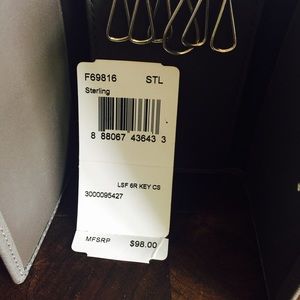 F69816 STL
Sterling
8 88067 43643 3
LSF 6R KEY CS
3000095427
MFSRP $98.00